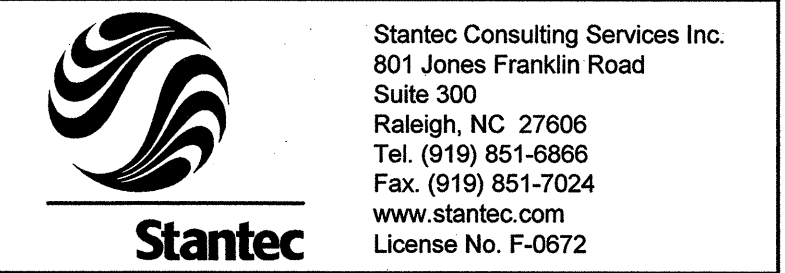 Stantec
Stantec Consulting Services Inc.
801 Jones Franklin Road
Suite 300
Raleigh, NC 27606
Tel. (919) 851-6866
Fax. (919) 851-7024
www.stantec.com
License No. F-0672